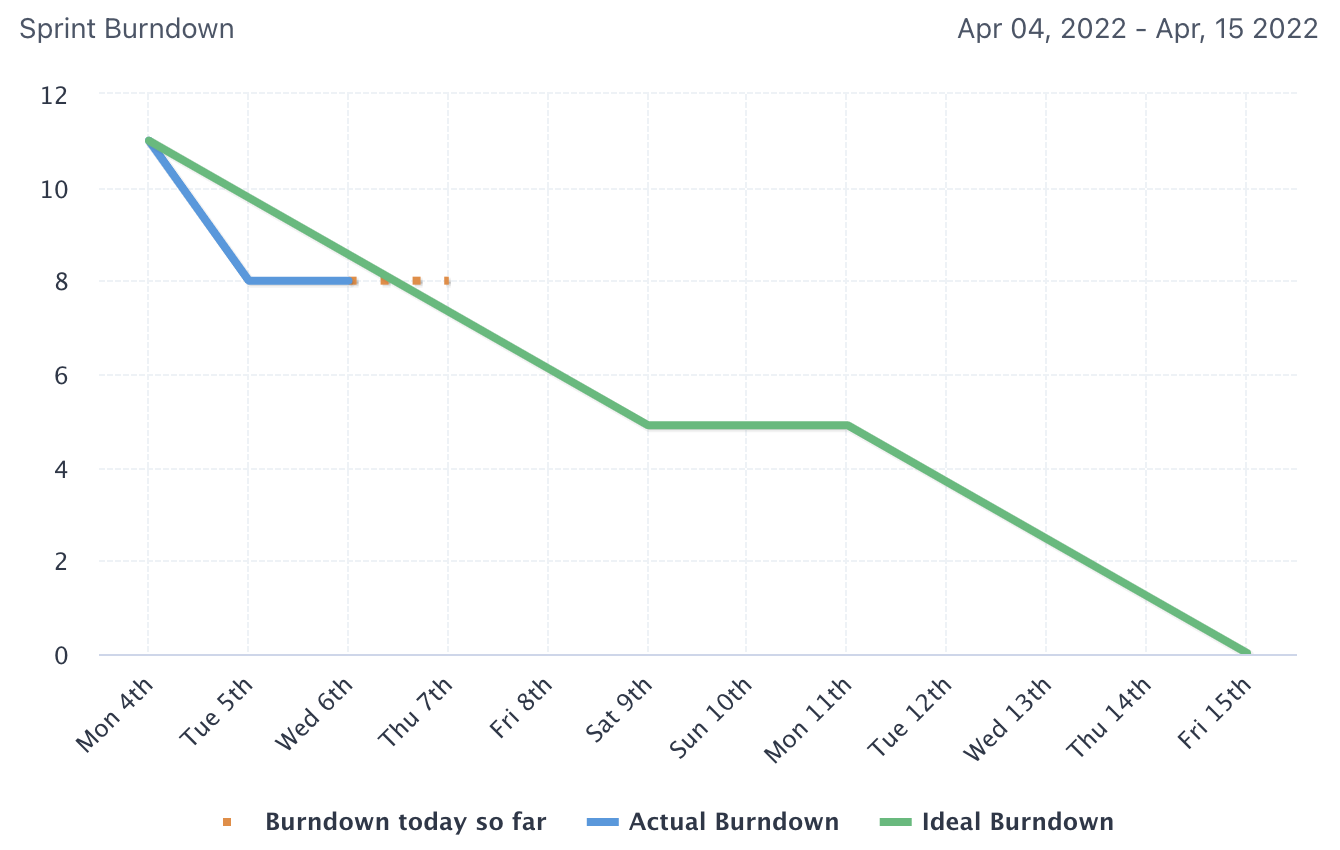 Sprint Burndown
Apr 04, 2022 - Apr, 15 2022
12
10
8
6
4
2
0
Mon 4th
Tue 5th
Wed 6th
Thu 7th
Fri 8th
Sat 9th
Sun 10th
Mon 11th
Tue 12th
Wed 13th
Thu 14th
Fri 15th
Burndown today so far
Actual Burndown
Ideal Burndown